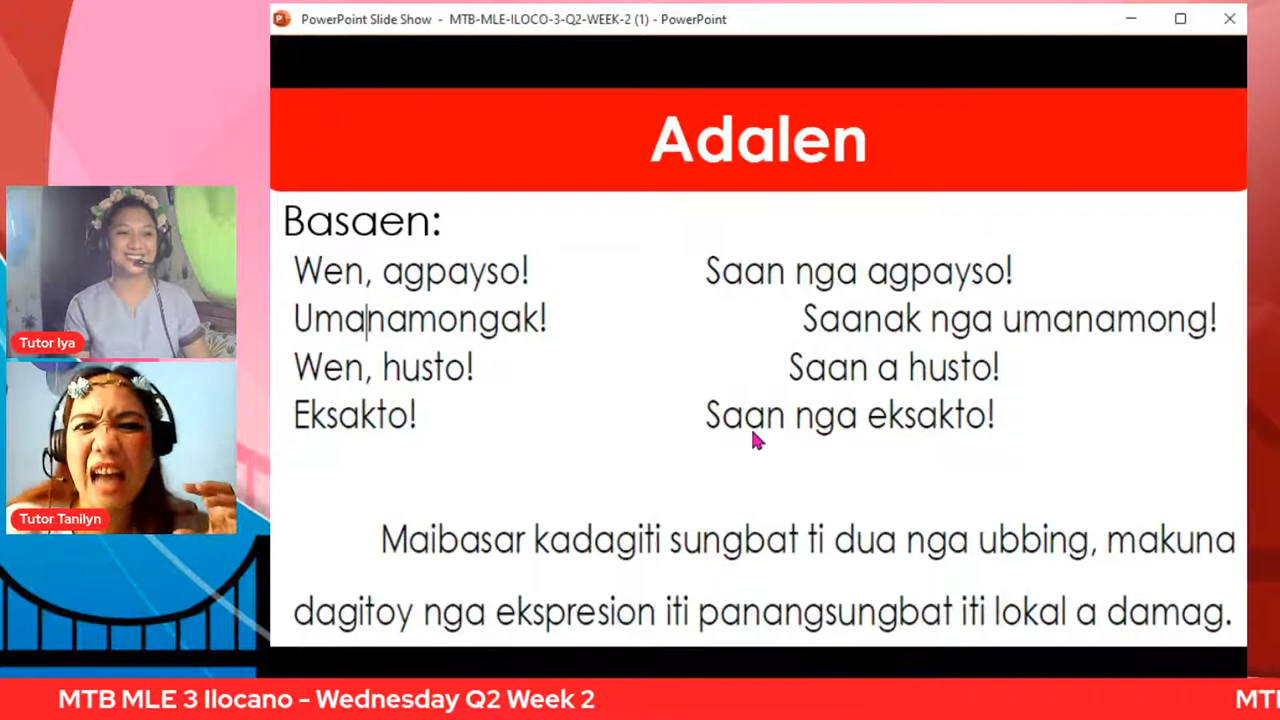 PowerPoint Slide Show - MTB-MLE-ILOCO-3-Q2-WEEK-2 (1) - PowerPoint
Adalen
Basaen:
Wen, agpayso! Saan nga agpayso!
Umanamongak! Saanak nga umanamong!
Wen, husto! Saan a husto!
Eksakto! Saan nga eksakto!
Maibasar kadagiti sungbat ti dua nga ubbing, makuna
dagitoy nga ekspresion iti panangsungbat iti lokal a damag.
Tutor Iya
Tutor Tanilyn
MTB MLE 3 Ilocano - Wednesday Q2 Week 2 MTI